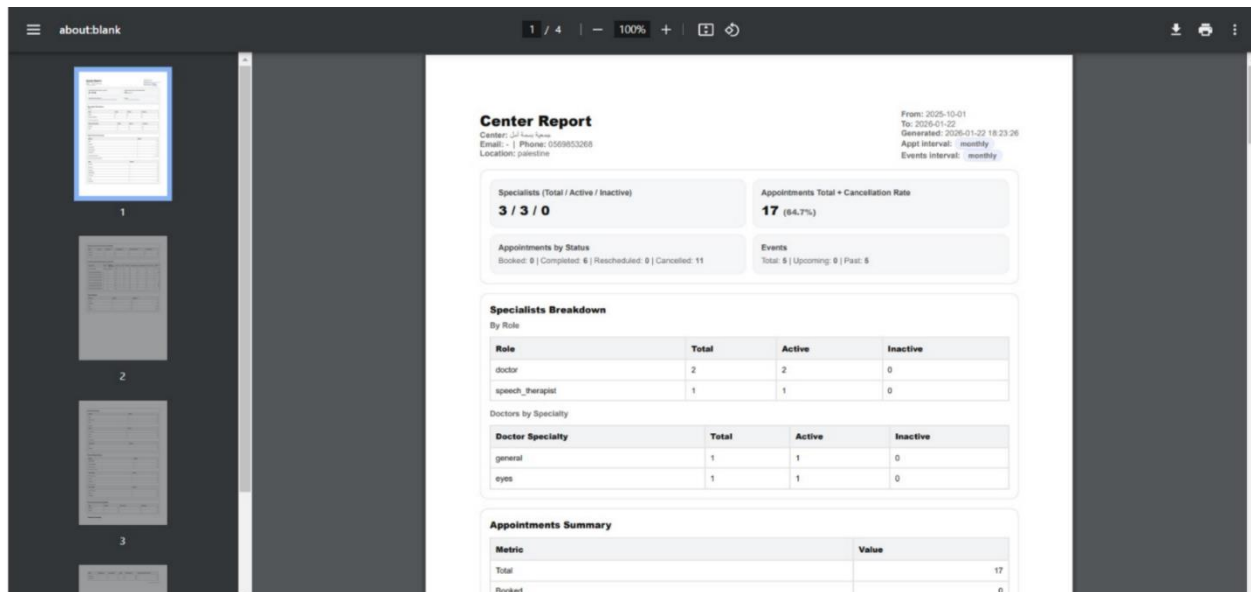 about:blank
1 / 4
100%
1
2
3
Center Report
Center: جمعية بسمة أمل
Email: - | Phone: 0569853268
Location: palestine
From: 2025-10-01
To: 2026-01-22
Generated: 2026-01-22 18:23:26
Appt interval: monthly
Events interval: monthly
Specialists (Total / Active / Inactive)
3 / 3 / 0
Appointments Total + Cancellation Rate
17 (64.7%)
Appointments by Status
Booked: 0 | Completed: 6 | Rescheduled: 0 | Cancelled: 11
Events
Total: 5 | Upcoming: 0 | Past: 5
Specialists Breakdown
By Role
Role Total Active Inactive
doctor 2 2 0
speech_therapist 1 1 0
Doctors by Specialty
Doctor Specialty Total Active Inactive
general 1 1 0
eyes 1 1 0
Appointments Summary
Metric Value
Total 17
Booked 0